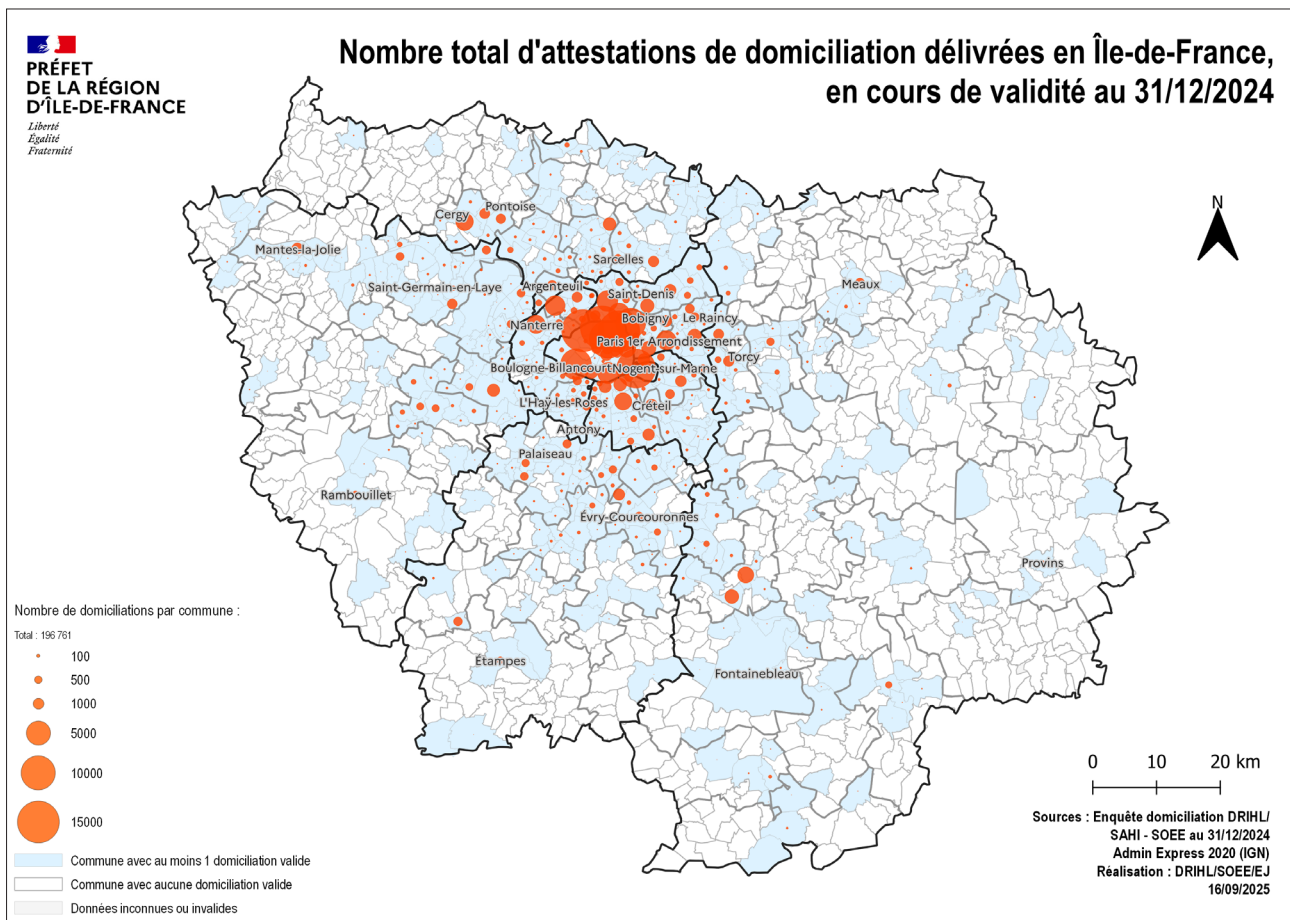 PRÉFET
DE LA RÉGION
D'ÎLE-DE-FRANCE
Liberté
Égalité
Fraternité
Nombre total d'attestations de domiciliation délivrées en Île-de-France,
en cours de validité au 31/12/2024
N
Pontoise
Cergy
Mantes-la-Jolie
Sarcelles
Saint-Germain-en-Laye
Argenteuil
Meaux
Saint-Denis
Nanterre
Bobigny
Le Raincy
Paris 1er Arrondissement
Torcy
Boulogne-Billancourt
Nogent-sur-Marne
L'Haÿ-les-Roses
Créteil
Antony
Palaiseau
Rambouillet
Évry-Courcouronnes
Provins
Étampes
Fontainebleau
Nombre de domiciliations par commune :
Total : 196 761
100
500
1000
5000
10000
15000
Commune avec au moins 1 domiciliation valide
Commune avec aucune domiciliation valide
Données inconnues ou invalides
0 10 20 km
Sources : Enquête domiciliation DRIHL/
SAHI - SOEE au 31/12/2024
Admin Express 2020 (IGN)
Réalisation : DRIHL/SOEE/EJ
16/09/2025